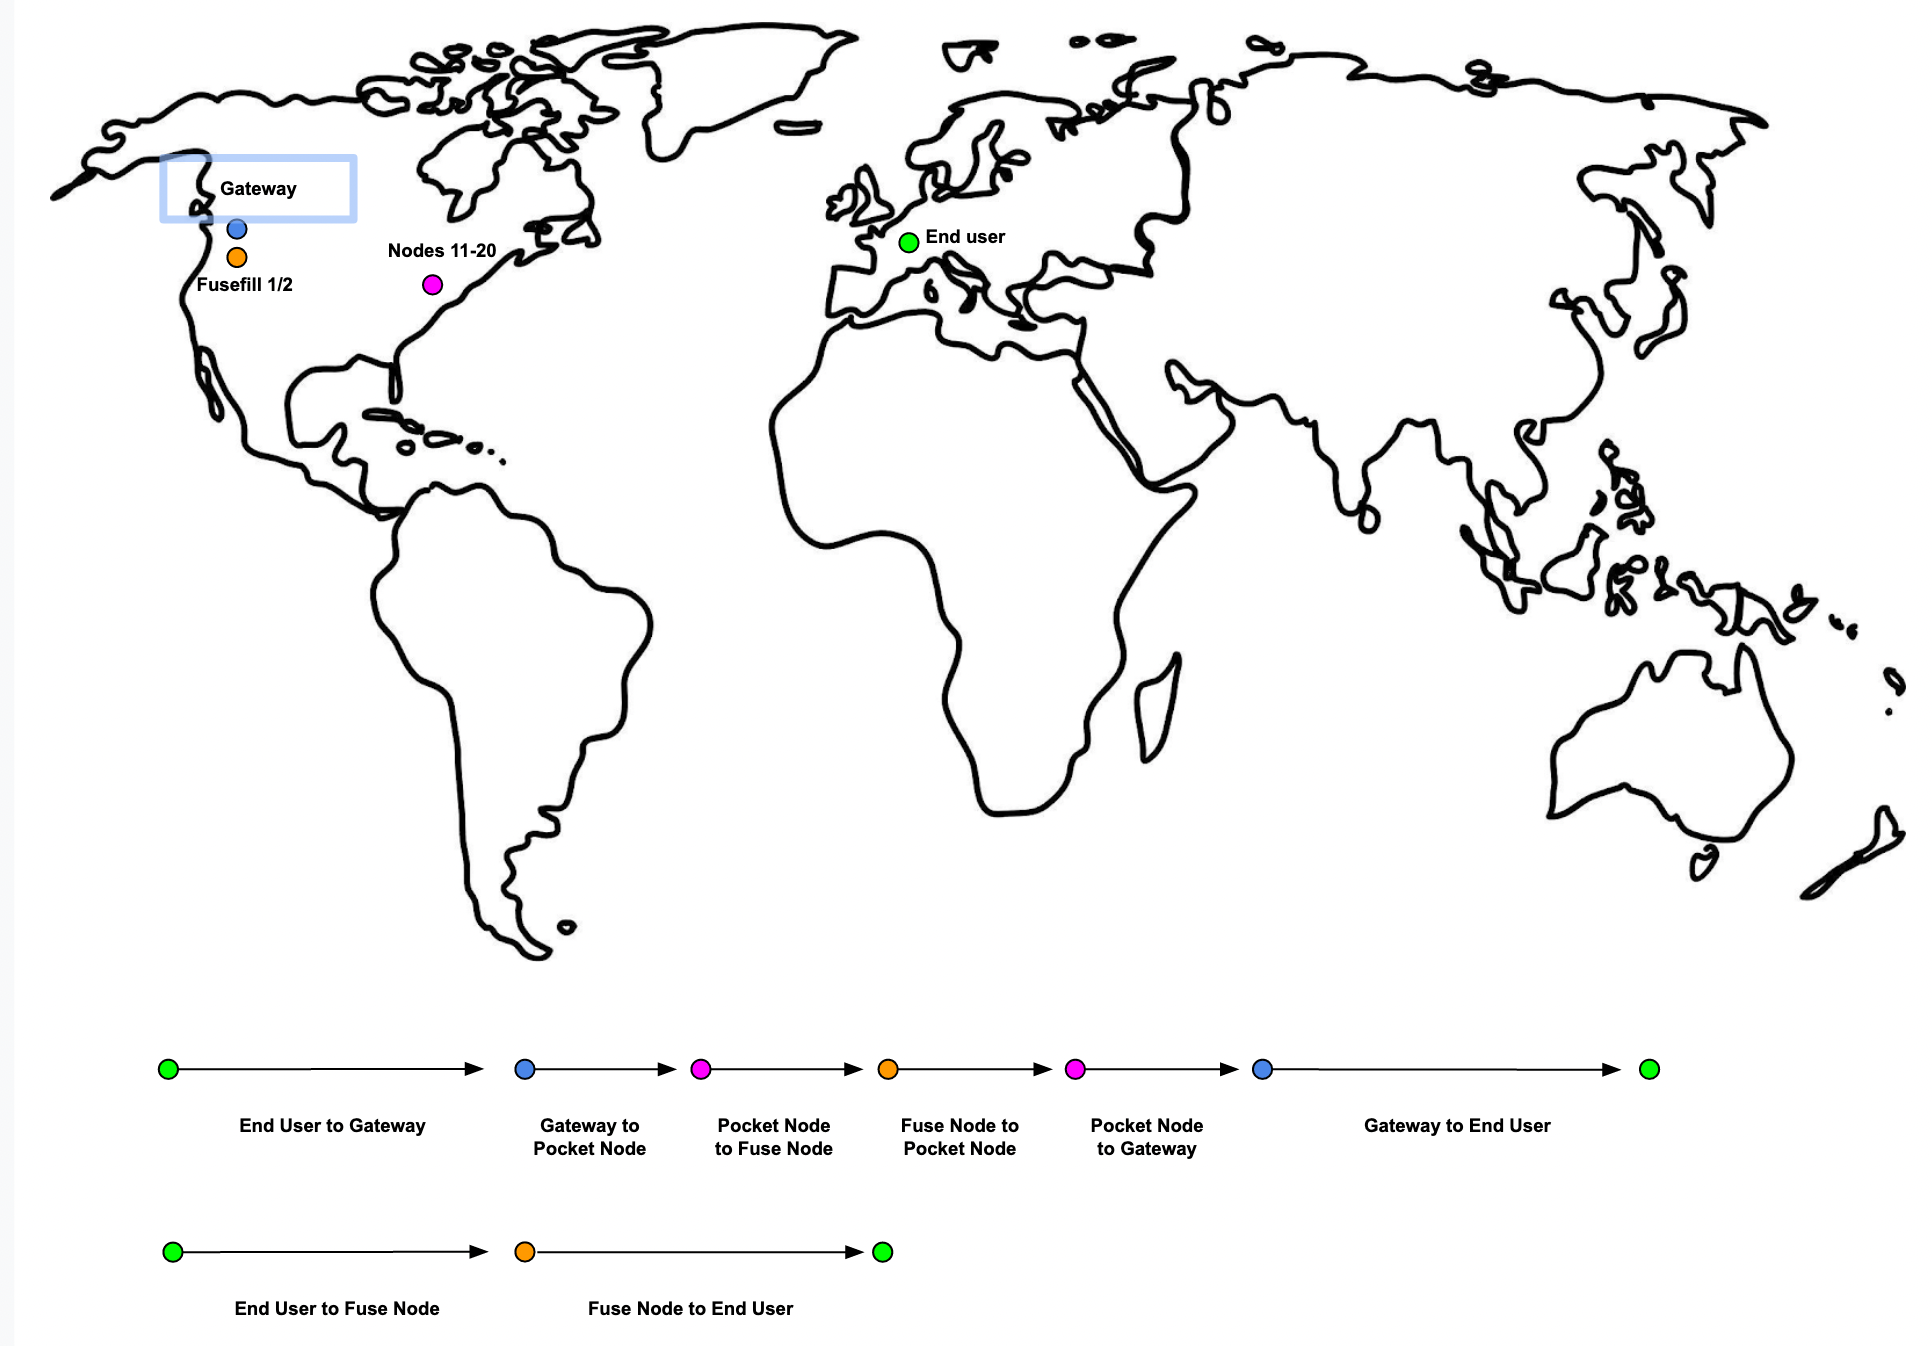 Gateway
Nodes 11-20
End user
Fusefill 1/2
End User to Gateway
Gateway to
Pocket Node
Pocket Node
to Fuse Node
Fuse Node to
Pocket Node
Pocket Node
to Gateway
Gateway to End User
End User to Fuse Node
Fuse Node to End User